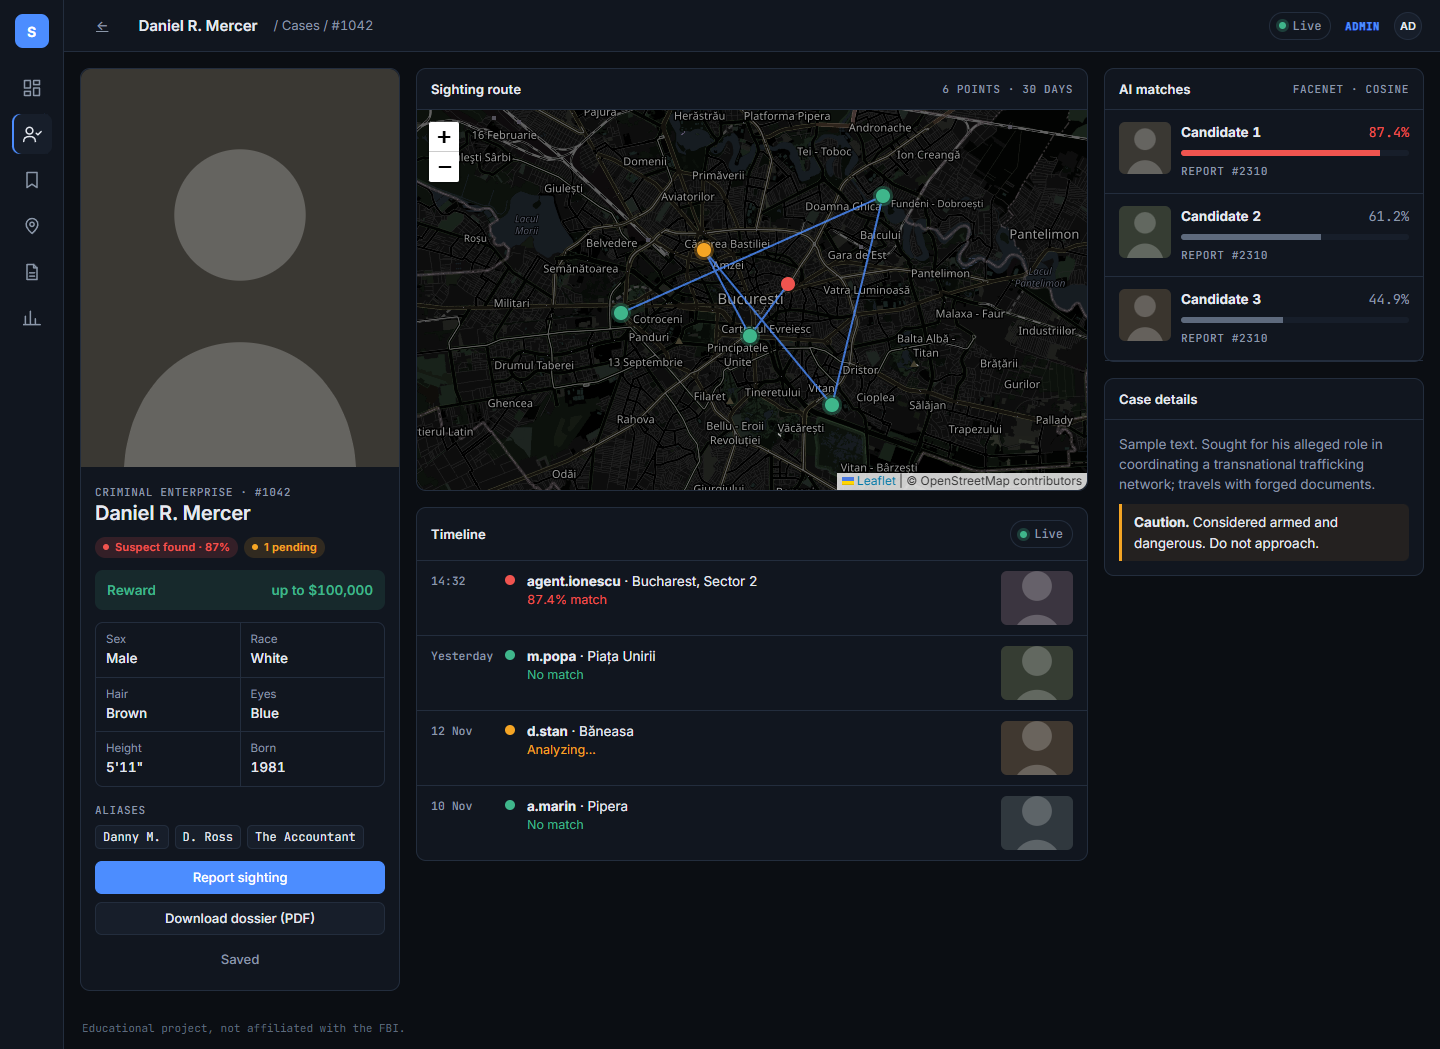 S
Daniel R. Mercer / Cases / #1042
Live
ADMIN
AD
CRIMINAL ENTERPRISE · #1042
Daniel R. Mercer
Suspect found · 87%
1 pending
Reward
up to $100,000
Sex
Male
Race
White
Hair
Brown
Eyes
Blue
Height
5'11"
Born
1981
ALIASES
Danny M.
D. Ross
The Accountant
Report sighting
Download dossier (PDF)
Saved
Sighting route
6 POINTS · 30 DAYS
+
−
Pajura
Herăstrău
Platforma Pipera
16 Februarie
Andronache
Tei - Toboc
Ion Creangă
Domenii
Primăverii
Giulești
Aviatorilor
Doamna Ghica
Fundeni - Dobroești
Lacul
Morii
Roșu
Belvedere
Baicului
Pantelimon
Amzei
Gara de Est
Semănătoarea
Pantelimon
Lacul
Pantelimon
Vatra Luminoasă
Militari
București
Cotroceni
Malaxa - Faur
Industriilor
Panduri
Principatele
Unite
Balta Albă -
Titan
Drumul Taberei
13 Septembrie
Brățării
Dristor
Gurilor
Ghencea
Filaret
Tineretului
Vitan
Cioplea
Sălăjan
Rahova
Bellu - Eroii
Revoluției
Văcărești
Trapezului
Pallady
Vitan - Bârzești
Odăi
Leaflet | © OpenStreetMap contributors
Timeline
Live
14:32
agent.ionescu · Bucharest, Sector 2
87.4% match
Yesterday
m.popa · Piața Unirii
No match
12 Nov
d.stan · Băneasa
Analyzing…
10 Nov
a.marin · Pipera
No match
AI matches
FACENET · COSINE
Candidate 1
87.4%
REPORT #2310
Candidate 2
61.2%
REPORT #2310
Candidate 3
44.9%
REPORT #2310
Case details
Sample text. Sought for his alleged role in
coordinating a transnational trafficking
network; travels with forged documents.
Caution. Considered armed and
dangerous. Do not approach.
Educational project, not affiliated with the FBI.